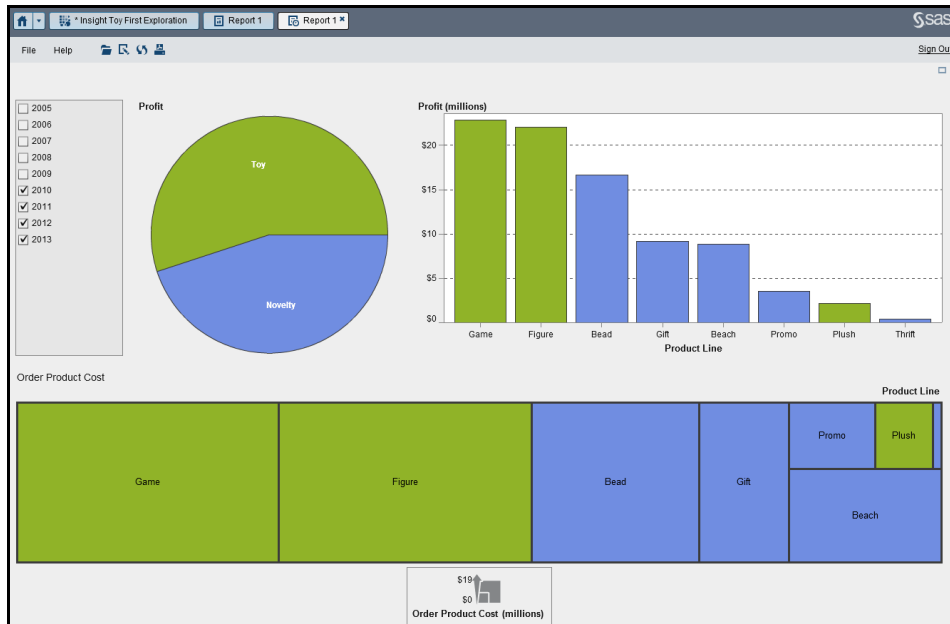 * Insight Toy First Exploration
Report 1
Report 1
Ssas
File
Help
Sign Ou
2005
2006
2007
2008
2009
2010
2011
2012
2013
Profit
Toy
Novelty
Profit (millions)
$20
$15
$10
$5
$0
Game
Figure
Bead
Gift
Beach
Promo
Plush
Thrift
Product Line
Order Product Cost
Product Line
Game
Figure
Bead
Gift
Promo
Plush
Beach
$19
$0
Order Product Cost (millions)